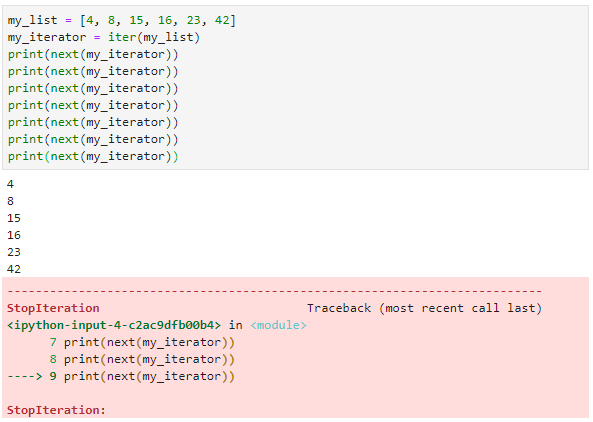 my_list = [4, 8, 15, 16, 23, 42]
my_iterator = iter(my_list)
print(next(my_iterator))
print(next(my_iterator))
print(next(my_iterator))
print(next(my_iterator))
print(next(my_iterator))
print(next(my_iterator))
print(next(my_iterator))
4
8
15
16
23
42
---------------------------------------------------------------------------
StopIteration                             Traceback (most recent call last)
<ipython-input-4-c2ac9dfb00b4> in <module>
      7 print(next(my_iterator))
      8 print(next(my_iterator))
----> 9 print(next(my_iterator))
StopIteration: